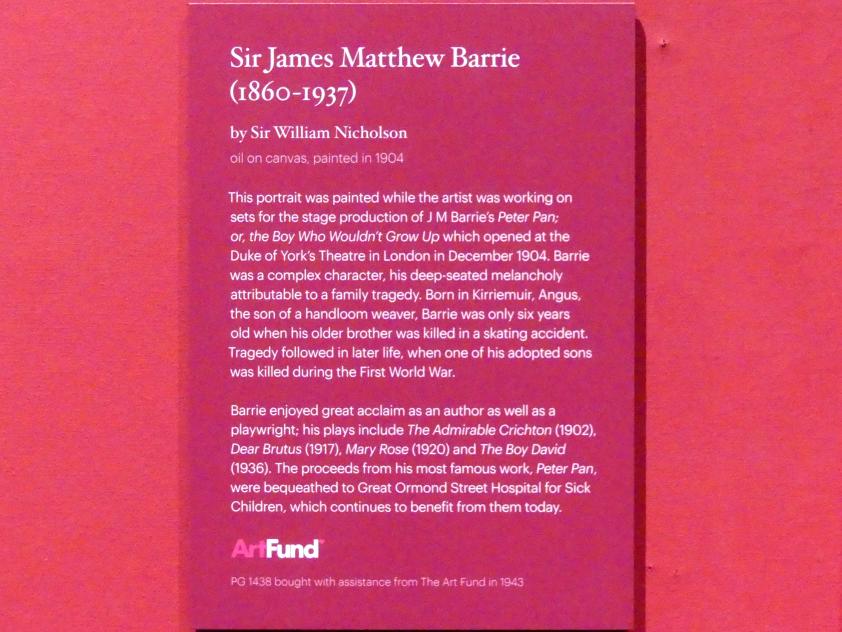 Sir James Matthew Barrie
(1860-1937)
by Sir William Nicholson
oil on canvas, painted in 1904
This portrait was painted while the artist was working on
sets for the stage production of J M Barrie's Peter Pan;
or, the Boy Who Wouldn't Grow Up which opened at the
Duke of York's Theatre in London in December 1904. Barrie
was a complex character, his deep-seated melancholy
attributable to a family tragedy. Born in Kirriemuir, Angus,
the son of a handloom weaver, Barrie was only six years
old when his older brother was killed in a skating accident.
Tragedy followed in later life, when one of his adopted sons
was killed during the First World War.
Barrie enjoyed great acclaim as an author as well as a
playwright; his plays include The Admirable Crichton (1902),
Dear Brutus (1917), Mary Rose (1920) and The Boy David
(1936). The proceeds from his most famous work, Peter Pan,
were bequeathed to Great Ormond Street Hospital for Sick
Children, which continues to benefit from them today.
ArtFund
PG 1438 bought with assistance from The Art Fund in 1943